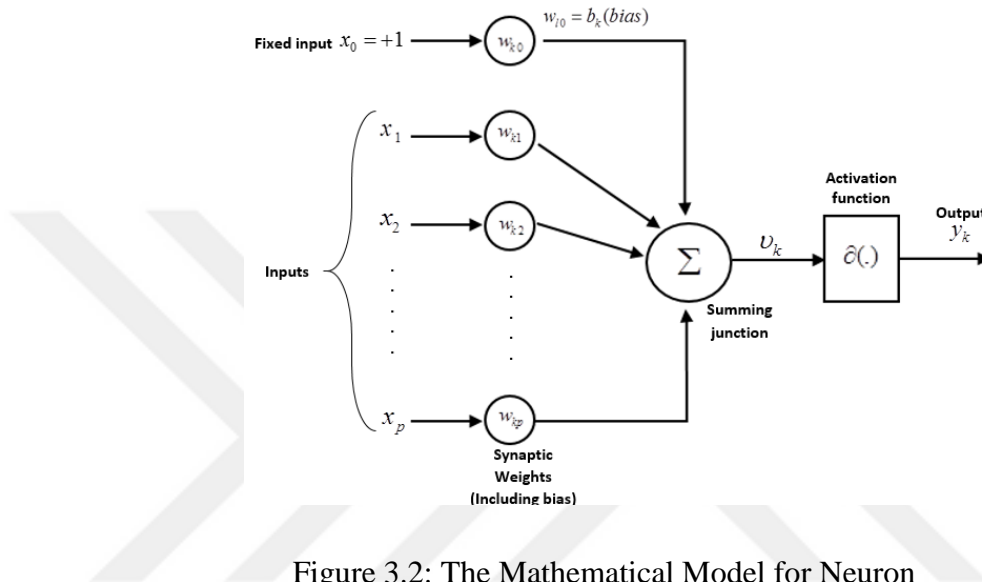 w_{i0} = b_k (bias)
Fixed input x_0 = +1
w_{k0}
x_1
w_{k1}
Activation
function
x_2
w_{k2}
Output
y_k
Inputs
Σ
υ_k
∂(.)
Summing
junction
x_p
w_{kp}
Synaptic
Weights
(Including bias)
Figure 3.2: The Mathematical Model for Neuron